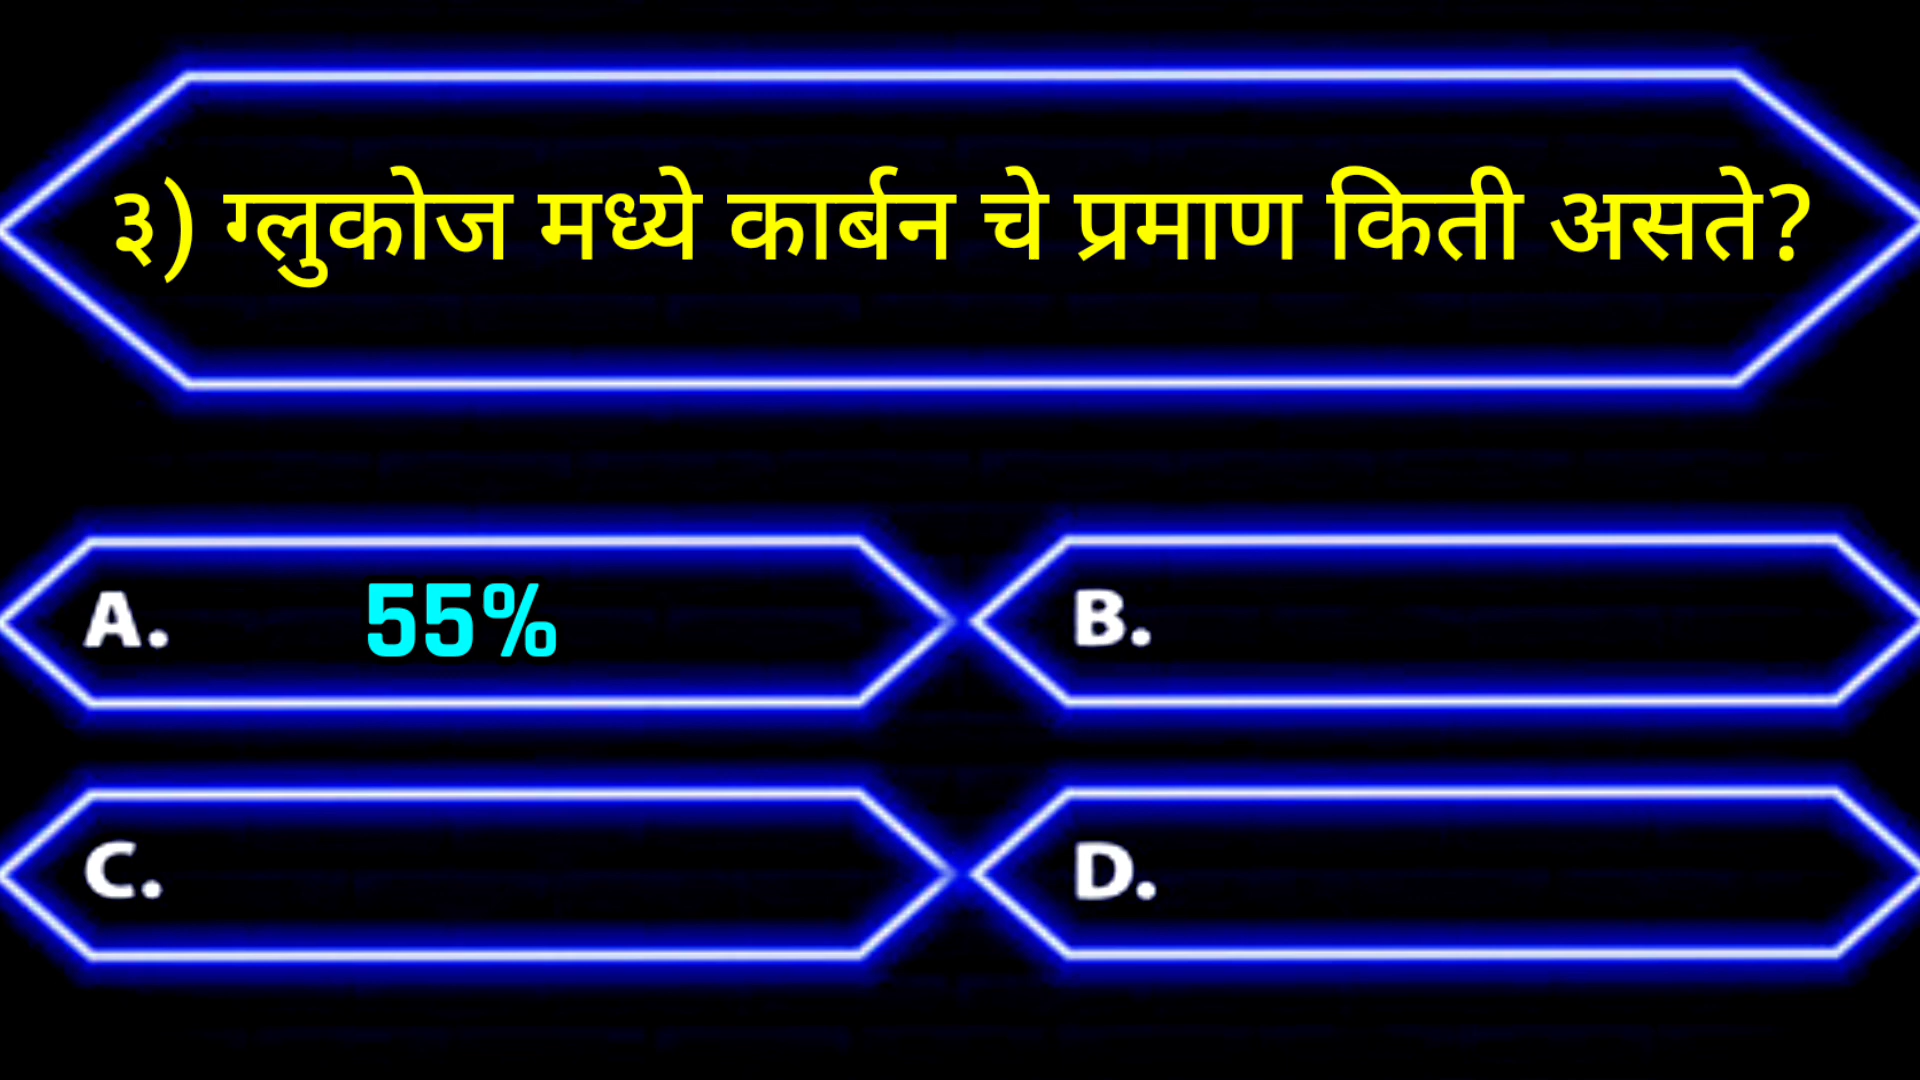 ३) ग्लुकोज मध्ये कार्बन चे प्रमाण किती असते?
A. 55%
B.
C.
D.